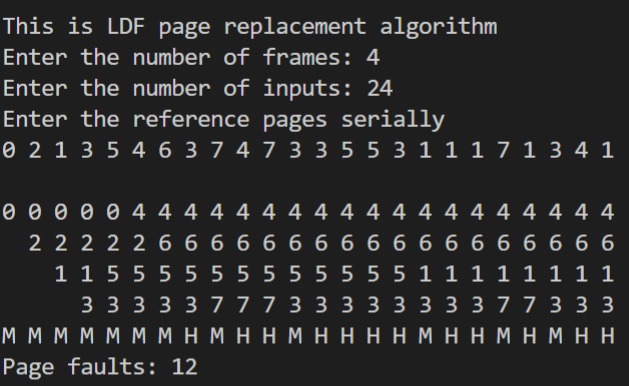 This is LDF page replacement algorithm
Enter the number of frames: 4
Enter the number of inputs: 24
Enter the reference pages serially
0 2 1 3 5 4 6 3 7 4 7 3 3 5 5 3 1 1 1 7 1 3 4 1
0 0 0 0 0 4 4 4 4 4 4 4 4 4 4 4 4 4 4 4 4 4 4 4
2 2 2 2 2 6 6 6 6 6 6 6 6 6 6 6 6 6 6 6 6 6 6
1 1 5 5 5 5 5 5 5 5 5 5 5 5 1 1 1 1 1 1 1 1
3 3 3 3 3 7 7 7 3 3 3 3 3 3 3 3 7 7 3 3 3
M M M M M M M H M H H M H H H H M H H M H M H H
Page faults: 12